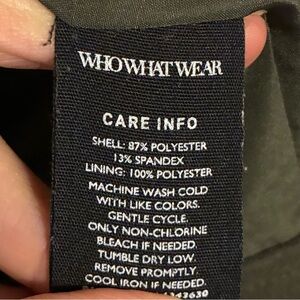 WHO WHAT WEAR
CARE INFO
SHELL: 87% POLYESTER
13% SPANDEX
LINING: 100% POLYESTER
MACHINE WASH COLD
WITH LIKE COLORS.
GENTLE CYCLE.
ONLY NON-CHLORINE
BLEACH IF NEEDED.
TUMBLE DRY LOW.
REMOVE PROMPTLY.
COOL IRON IF NEEDED.